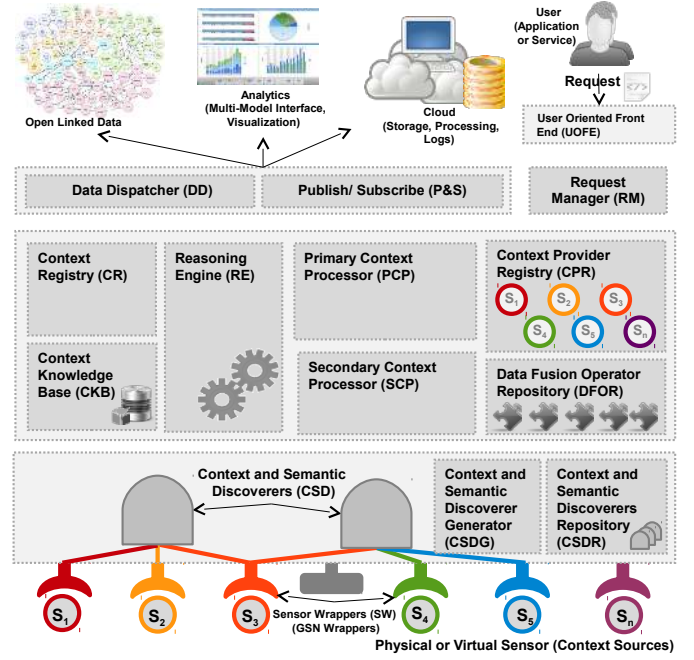 User
(Application
or Service)
Request
</>
Open Linked Data
Analytics
(Multi-Model Interface,
Visualization)
Cloud
(Storage, Processing,
Logs)
User Oriented Front
End (UOFE)
Data Dispatcher (DD)
Publish/ Subscribe (P&S)
Request
Manager (RM)
Context
Registry (CR)
Reasoning
Engine (RE)
Primary Context
Processor (PCP)
Context Provider
Registry (CPR)
S1
S2
S3
S4
S5
Sn
Context
Knowledge
Base (CKB)
Secondary Context
Processor (SCP)
Data Fusion Operator
Repository (DFOR)
Context and Semantic
Discoverers (CSD)
Context and
Semantic
Discoverer
Generator
(CSDG)
Context and
Semantic
Discoverers
Repository
(CSDR)
S1
S2
S3
Sensor Wrappers (SW)
(GSN Wrappers)
S4
S5
Sn
Physical or Virtual Sensor (Context Sources)